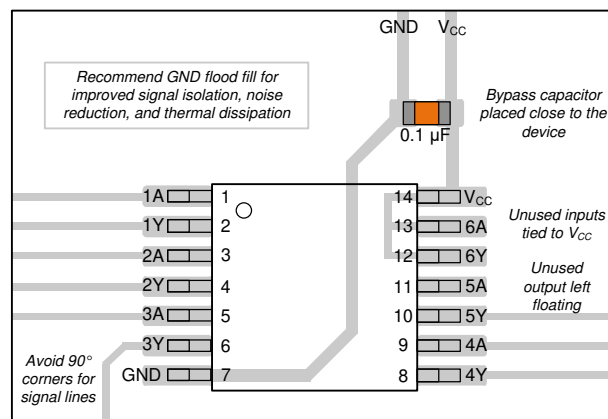 GND VCC
Recommend GND flood fill for
improved signal isolation, noise
reduction, and thermal dissipation
Bypass capacitor
placed close to the
device
0.1 µF
1A 1 14 VCC
1Y 2 13 6A
2A 3 12 6Y
2Y 4 11 5A
3A 5 10 5Y
3Y 6 9 4A
GND 7 8 4Y
Unused inputs
tied to VCC
Unused
output left
floating
Avoid 90°
corners for
signal lines